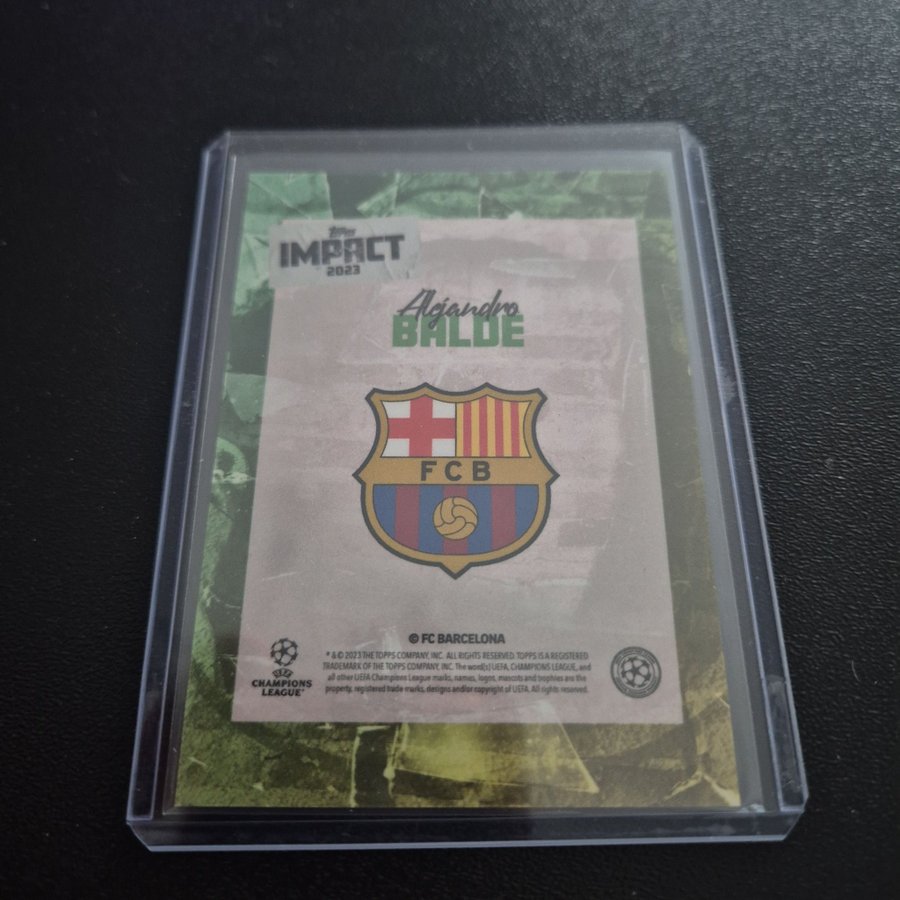 Topps
IMPACT
2023
Alejandro
BALDE
FCB
© FC BARCELONA
* & © 2023 THE TOPPS COMPANY, INC. ALL RIGHTS RESERVED. TOPPS IS A REGISTERED
TRADEMARK OF THE TOPPS COMPANY, INC. The word(s) UEFA, CHAMPIONS LEAGUE, and
all other UEFA Champions League marks, names, logos, mascots and trophies are the
property, registered trade marks, designs and/or copyright of UEFA. All rights reserved.
UEFA
CHAMPIONS
LEAGUE